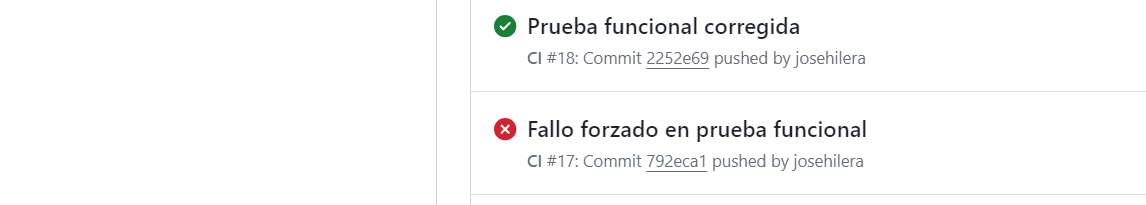 Prueba funcional corregida
CI #18: Commit 2252e69 pushed by josehilera
Fallo forzado en prueba funcional
CI #17: Commit 792eca1 pushed by josehilera